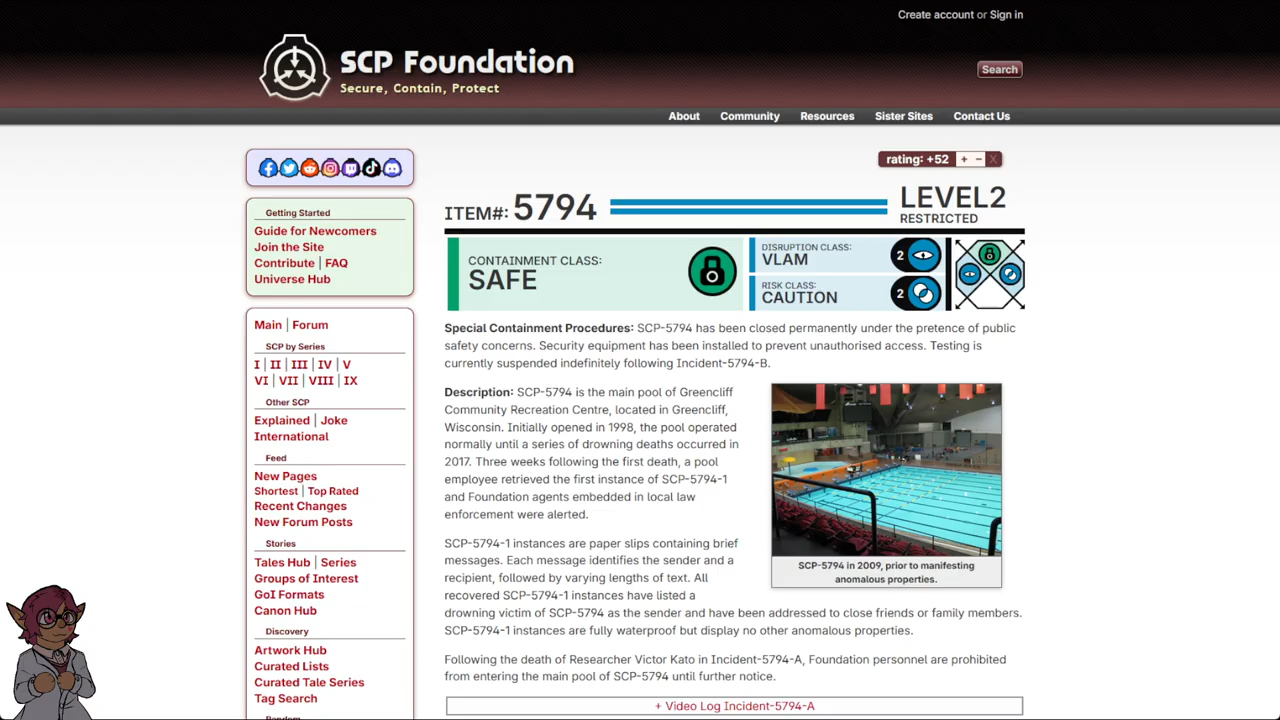 Create account or Sign in
SCP Foundation
Secure, Contain, Protect
Search
About Community Resources Sister Sites Contact Us
rating: +52 + − X
Getting Started
Guide for Newcomers
Join the Site
Contribute | FAQ
Universe Hub
Main | Forum
SCP by Series
I | II | III | IV | V
VI | VII | VIII | IX
Other SCP
Explained | Joke
International
Feed
New Pages
Shortest | Top Rated
Recent Changes
New Forum Posts
Stories
Tales Hub | Series
Groups of Interest
GoI Formats
Canon Hub
Discovery
Artwork Hub
Curated Lists
Curated Tale Series
Tag Search
Random
ITEM#: 5794
LEVEL2
RESTRICTED
CONTAINMENT CLASS:
SAFE
DISRUPTION CLASS:
VLAM
2
RISK CLASS:
CAUTION
2
Special Containment Procedures: SCP-5794 has been closed permanently under the pretence of public
safety concerns. Security equipment has been installed to prevent unauthorised access. Testing is
currently suspended indefinitely following Incident-5794-B.
Description: SCP-5794 is the main pool of Greencliff
Community Recreation Centre, located in Greencliff,
Wisconsin. Initially opened in 1998, the pool operated
normally until a series of drowning deaths occurred in
2017. Three weeks following the first death, a pool
employee retrieved the first instance of SCP-5794-1
and Foundation agents embedded in local law
enforcement were alerted.
SCP-5794 in 2009, prior to manifesting
anomalous properties.
SCP-5794-1 instances are paper slips containing brief
messages. Each message identifies the sender and a
recipient, followed by varying lengths of text. All
recovered SCP-5794-1 instances have listed a
drowning victim of SCP-5794 as the sender and have been addressed to close friends or family members.
SCP-5794-1 instances are fully waterproof but display no other anomalous properties.
Following the death of Researcher Victor Kato in Incident-5794-A, Foundation personnel are prohibited
from entering the main pool of SCP-5794 until further notice.
+ Video Log Incident-5794-A